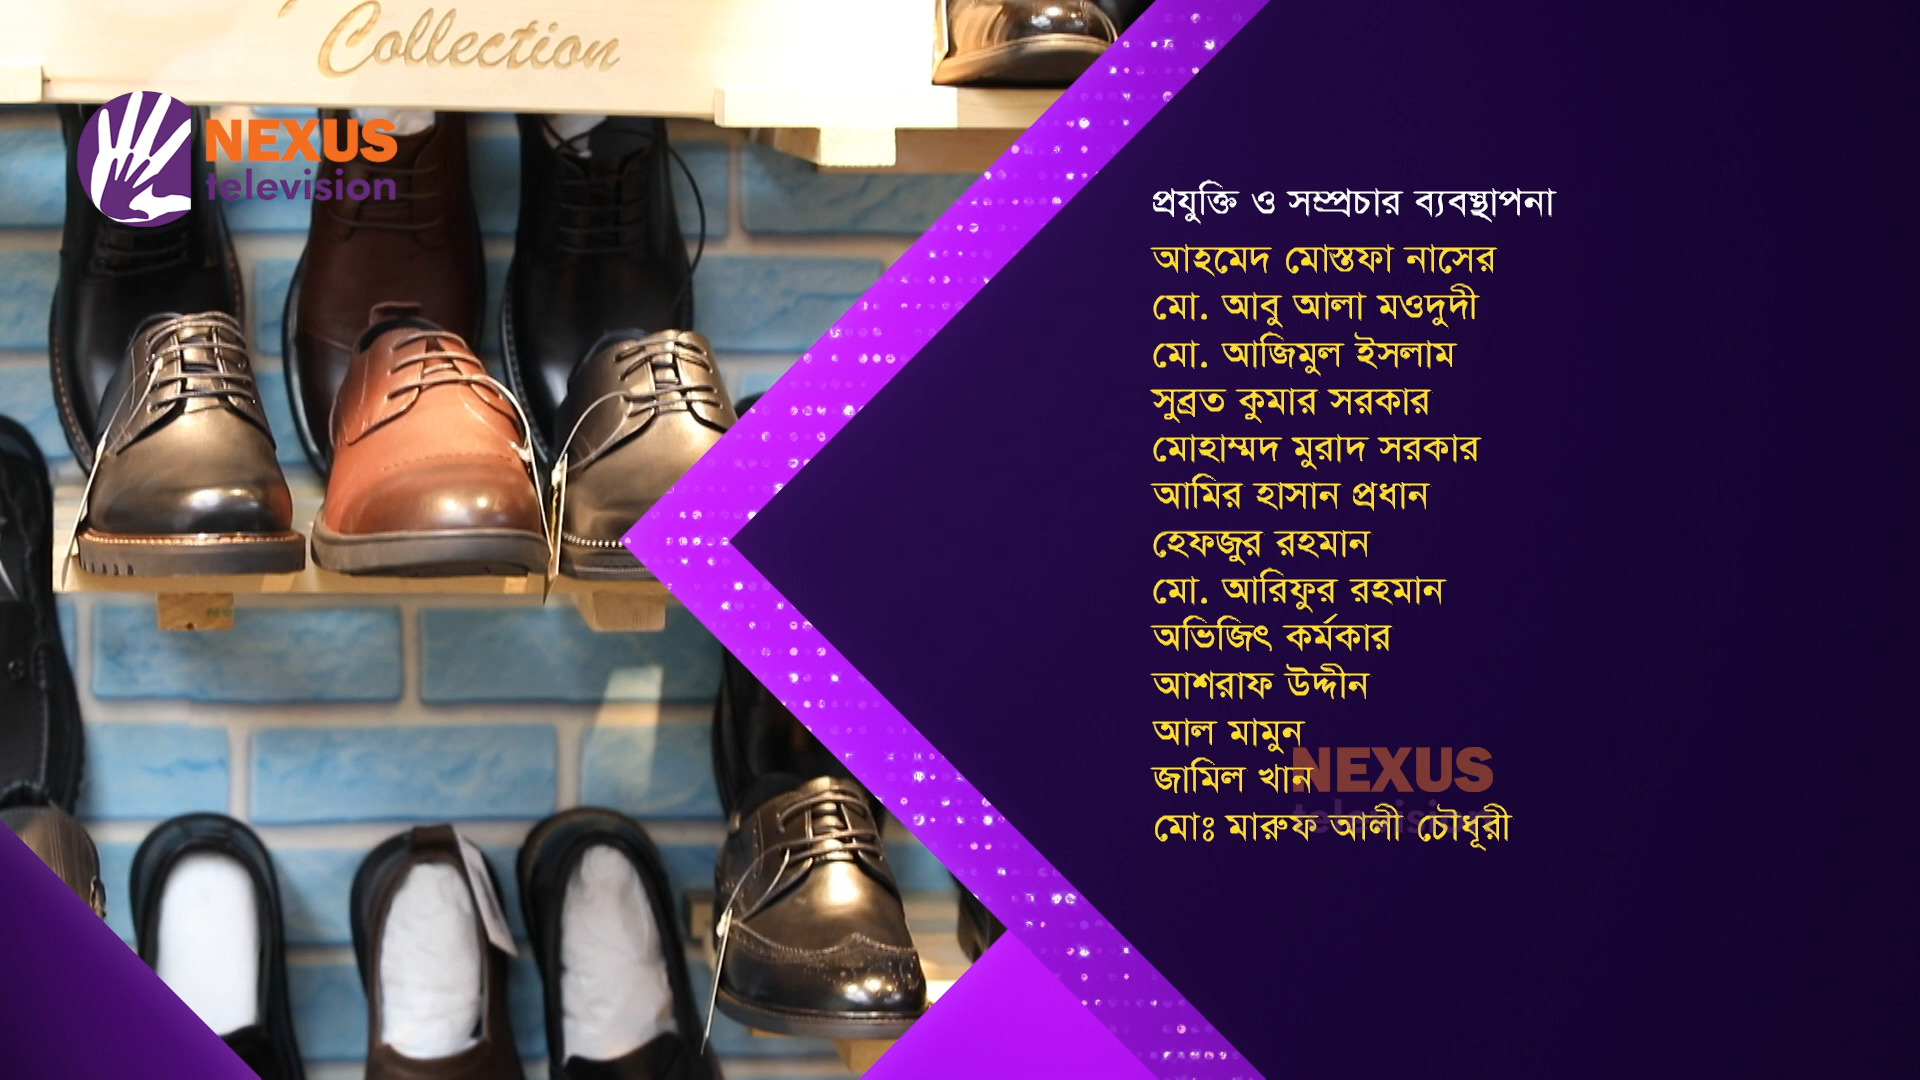 Collection
NEXUS
television
প্রযুক্তি ও সম্প্রচার ব্যবস্থাপনা
আহমেদ মোস্তফা নাসের
মো. আবু আলা মওদুদী
মো. আজিমুল ইসলাম
সুব্রত কুমার সরকার
মোহাম্মদ মুরাদ সরকার
আমির হাসান প্রধান
হেফজুর রহমান
মো. আরিফুর রহমান
অভিজিৎ কর্মকার
আশরাফ উদ্দীন
আল মামুন
জামিল খান
NEXUS
television
মোঃ মারুফ আলী চৌধূরী